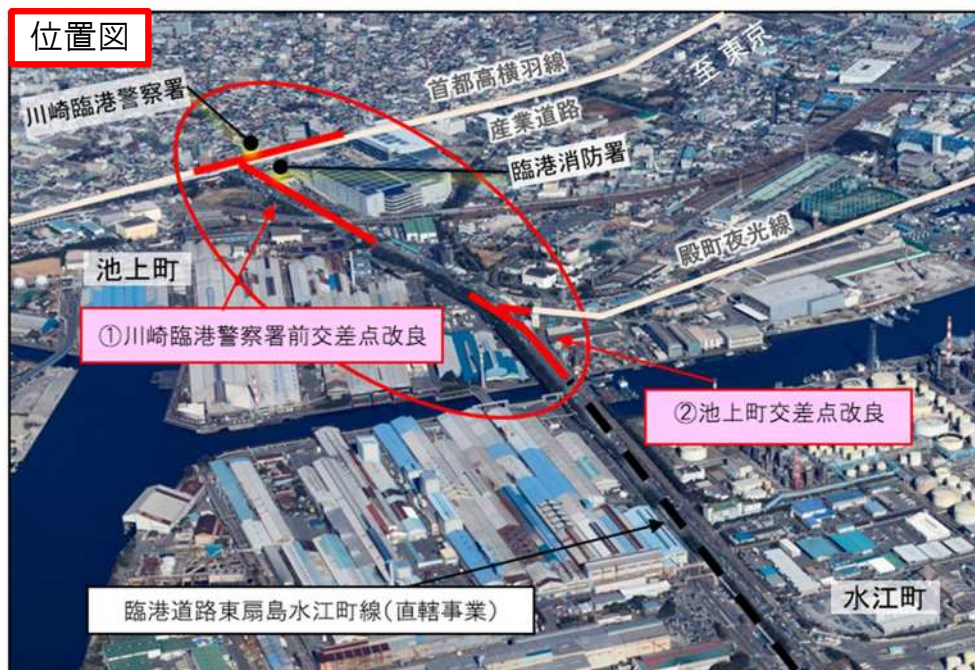 位置図
至 東京
首都高横羽線
川崎臨港警察署
産業道路
臨港消防署
殿町夜光線
池上町
①川崎臨港警察署前交差点改良
②池上町交差点改良
臨港道路東扇島水江町線(直轄事業)
水江町